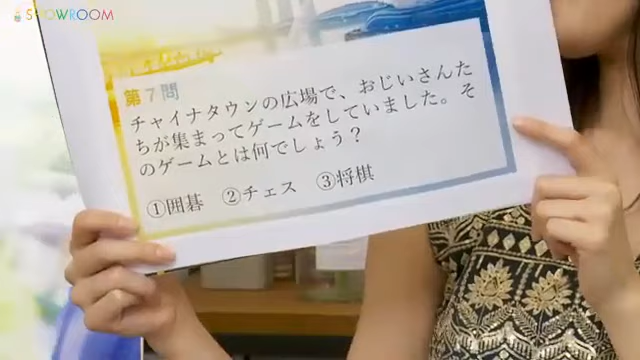 SHOWROOM
第7問
チャイナタウンの広場で、おじいさんた
ちが集まってゲームをしていました。そ
のゲームとは何でしょう?
①囲碁 ②チェス ③将棋